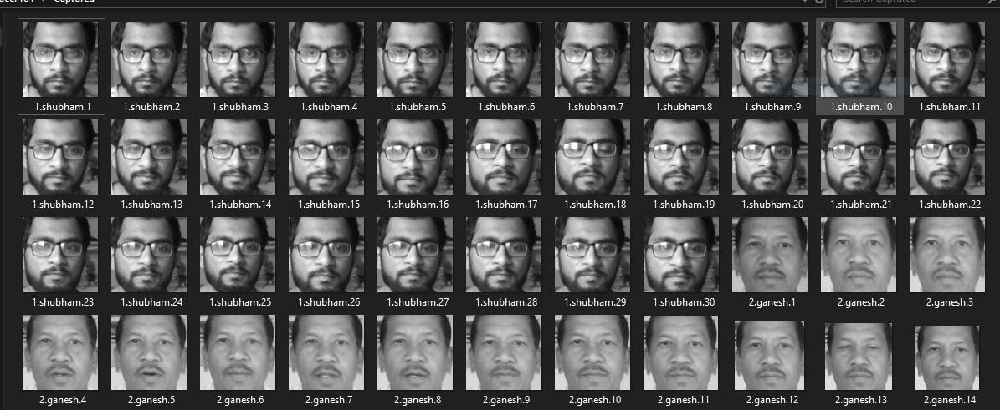 Captured
Search Captured
1.shubham.1 1.shubham.2 1.shubham.3 1.shubham.4 1.shubham.5 1.shubham.6 1.shubham.7 1.shubham.8 1.shubham.9 1.shubham.10 1.shubham.11
1.shubham.12 1.shubham.13 1.shubham.14 1.shubham.15 1.shubham.16 1.shubham.17 1.shubham.18 1.shubham.19 1.shubham.20 1.shubham.21 1.shubham.22
1.shubham.23 1.shubham.24 1.shubham.25 1.shubham.26 1.shubham.27 1.shubham.28 1.shubham.29 1.shubham.30 2.ganesh.1 2.ganesh.2 2.ganesh.3
2.ganesh.4 2.ganesh.5 2.ganesh.6 2.ganesh.7 2.ganesh.8 2.ganesh.9 2.ganesh.10 2.ganesh.11 2.ganesh.12 2.ganesh.13 2.ganesh.14